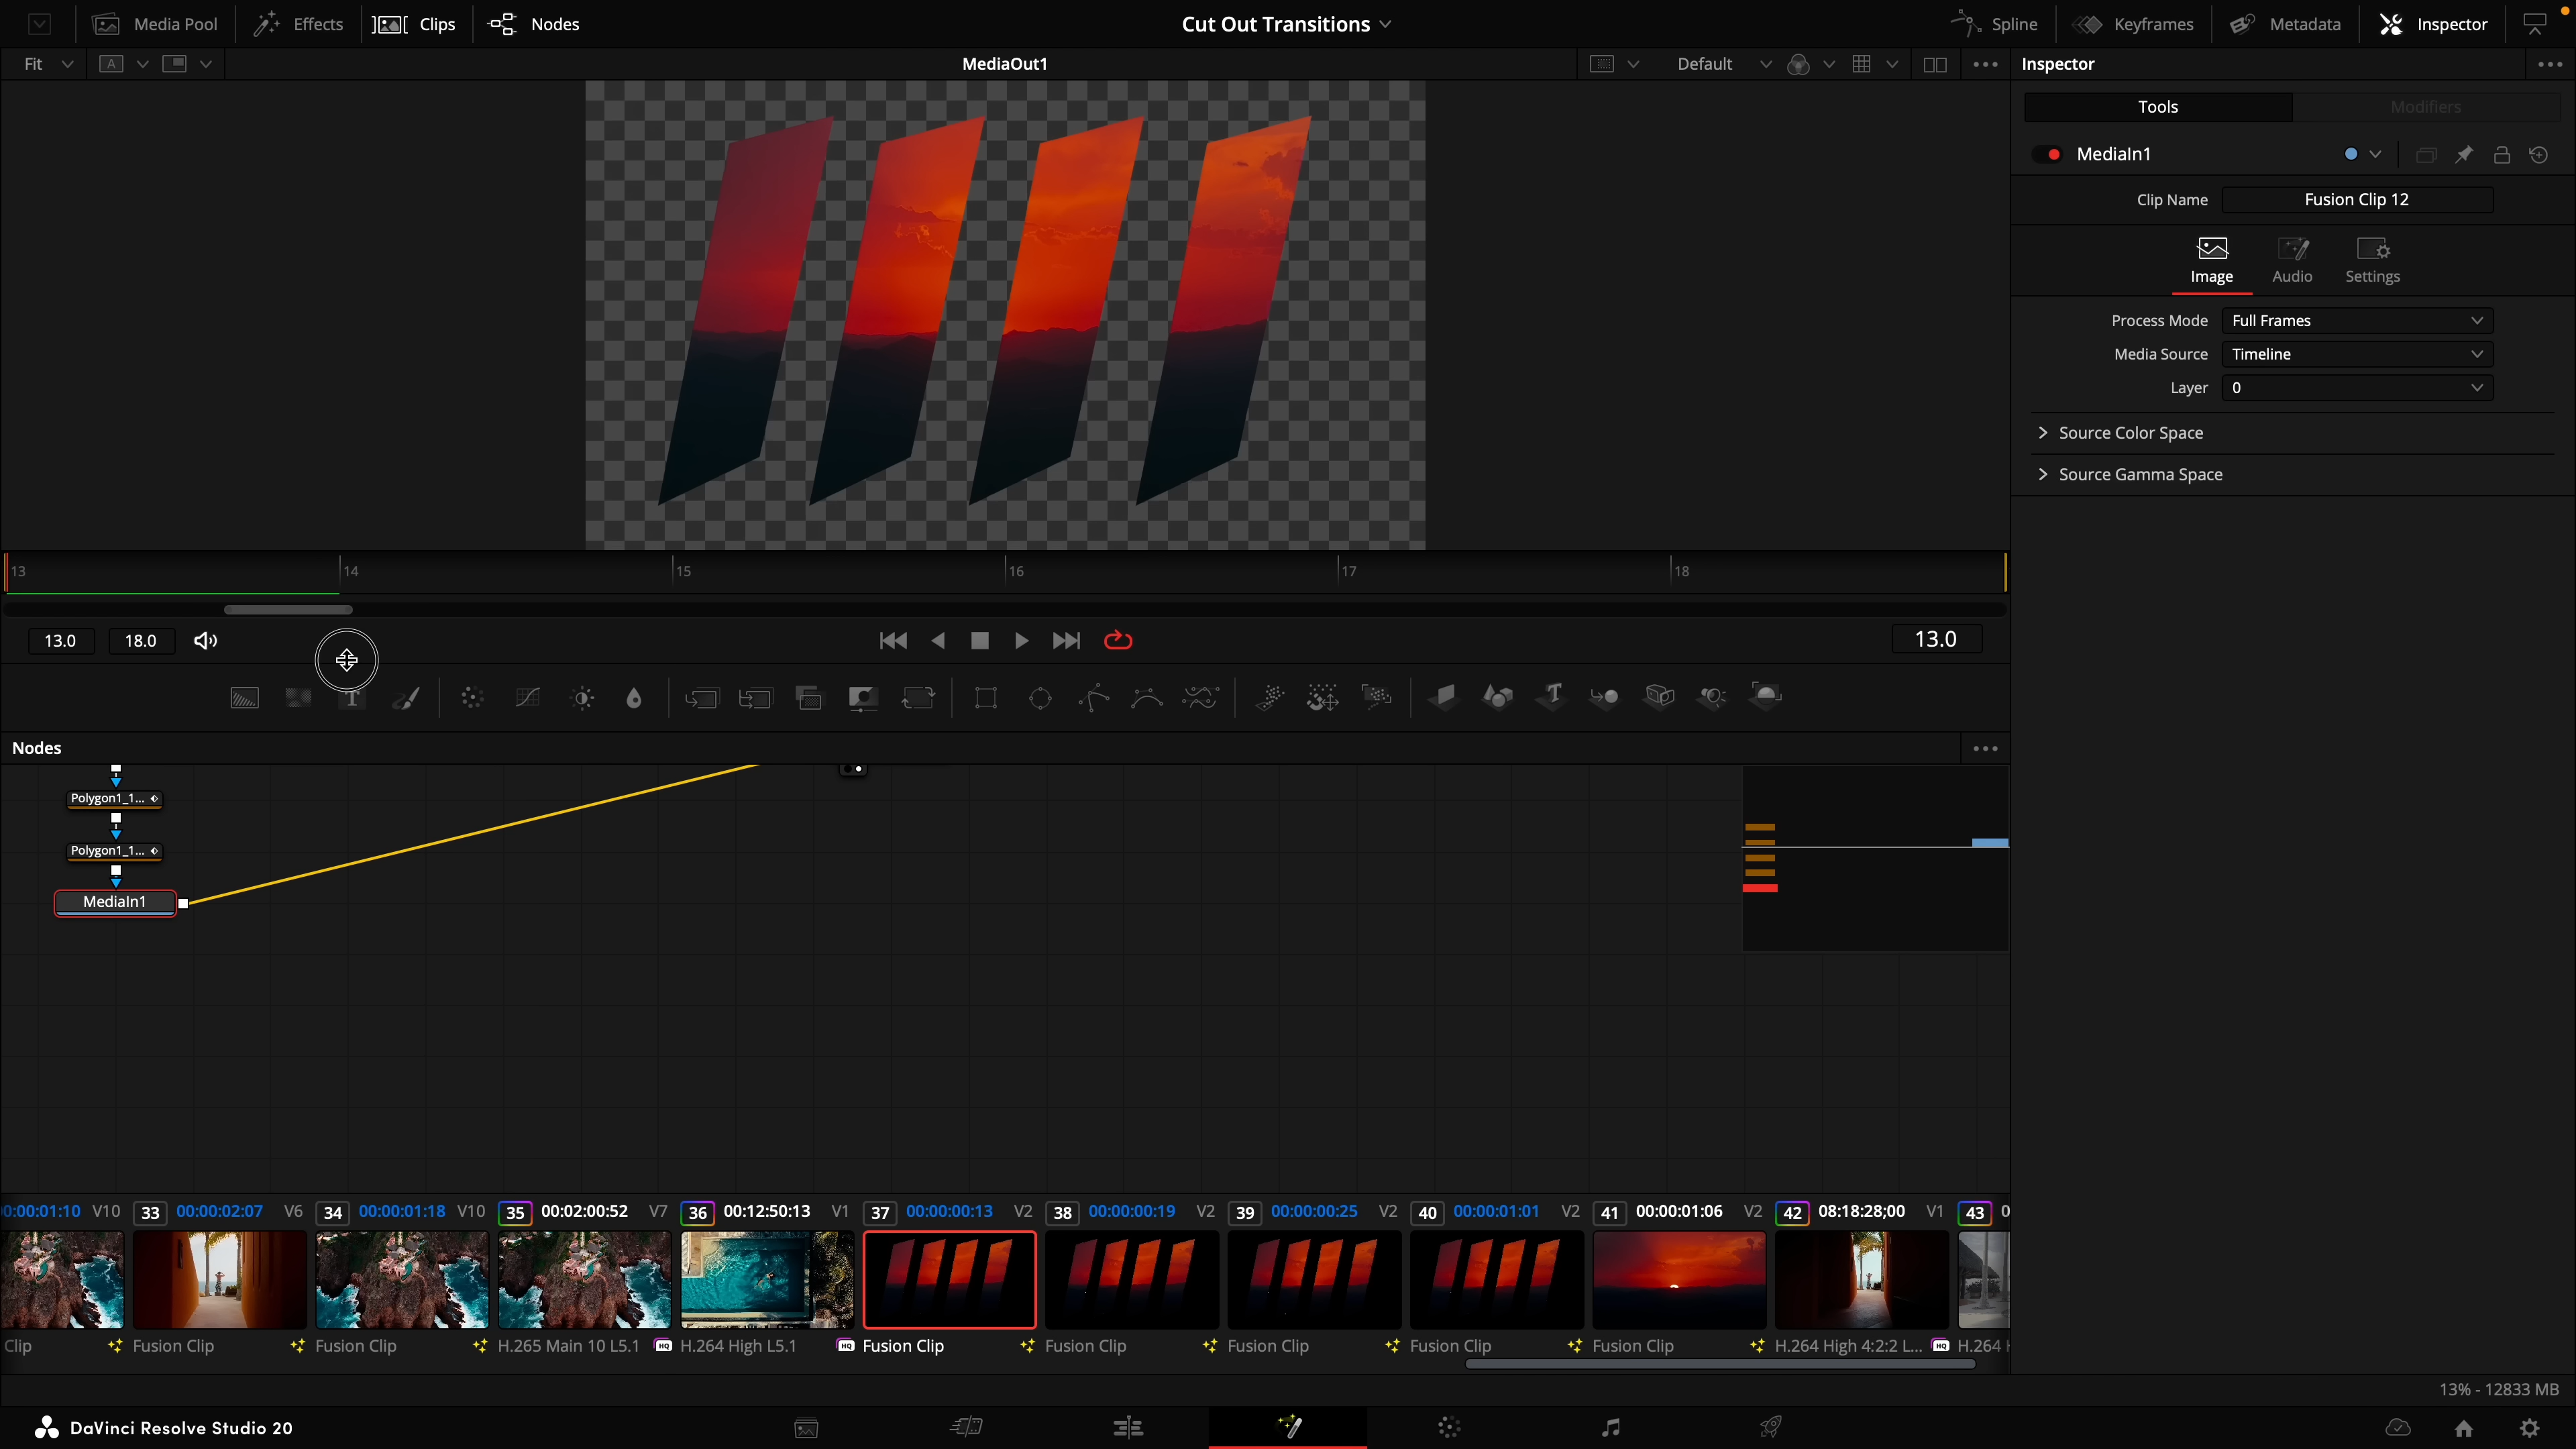 Media Pool Effects Clips Nodes Cut Out Transitions Spline Keyframes Metadata Inspector
Fit A MediaOut1 Default Inspector
Tools Modifiers
MediaIn1
Clip Name Fusion Clip 12
Image Audio Settings
Process Mode Full Frames
Media Source Timeline
Layer 0
Source Color Space
Source Gamma Space
13 14 15 16 17 18
13.0 18.0 13.0
T T
Nodes
Polygon1_1...
Polygon1_1...
MediaIn1
0:00:01:10 V10 33 00:00:02:07 V6 34 00:00:01:18 V10 35 00:02:00:52 V7 36 00:12:50:13 V1 37 00:00:00:13 V2 38 00:00:00:19 V2 39 00:00:00:25 V2 40 00:00:01:01 V2 41 00:00:01:06 V2 42 08:18:28;00 V1 43 0
Clip Fusion Clip Fusion Clip H.265 Main 10 L5.1 HQ H.264 High L5.1 HQ Fusion Clip Fusion Clip Fusion Clip Fusion Clip Fusion Clip H.264 High 4:2:2 L... HQ H.264
13% - 12833 MB
DaVinci Resolve Studio 20